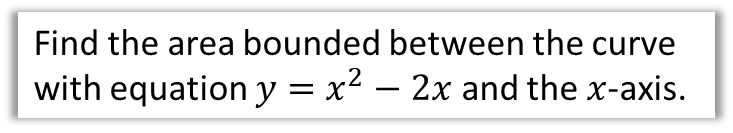 Find the area bounded between the curve
with equation 𝑦 = 𝑥² − 2𝑥 and the 𝑥-axis.